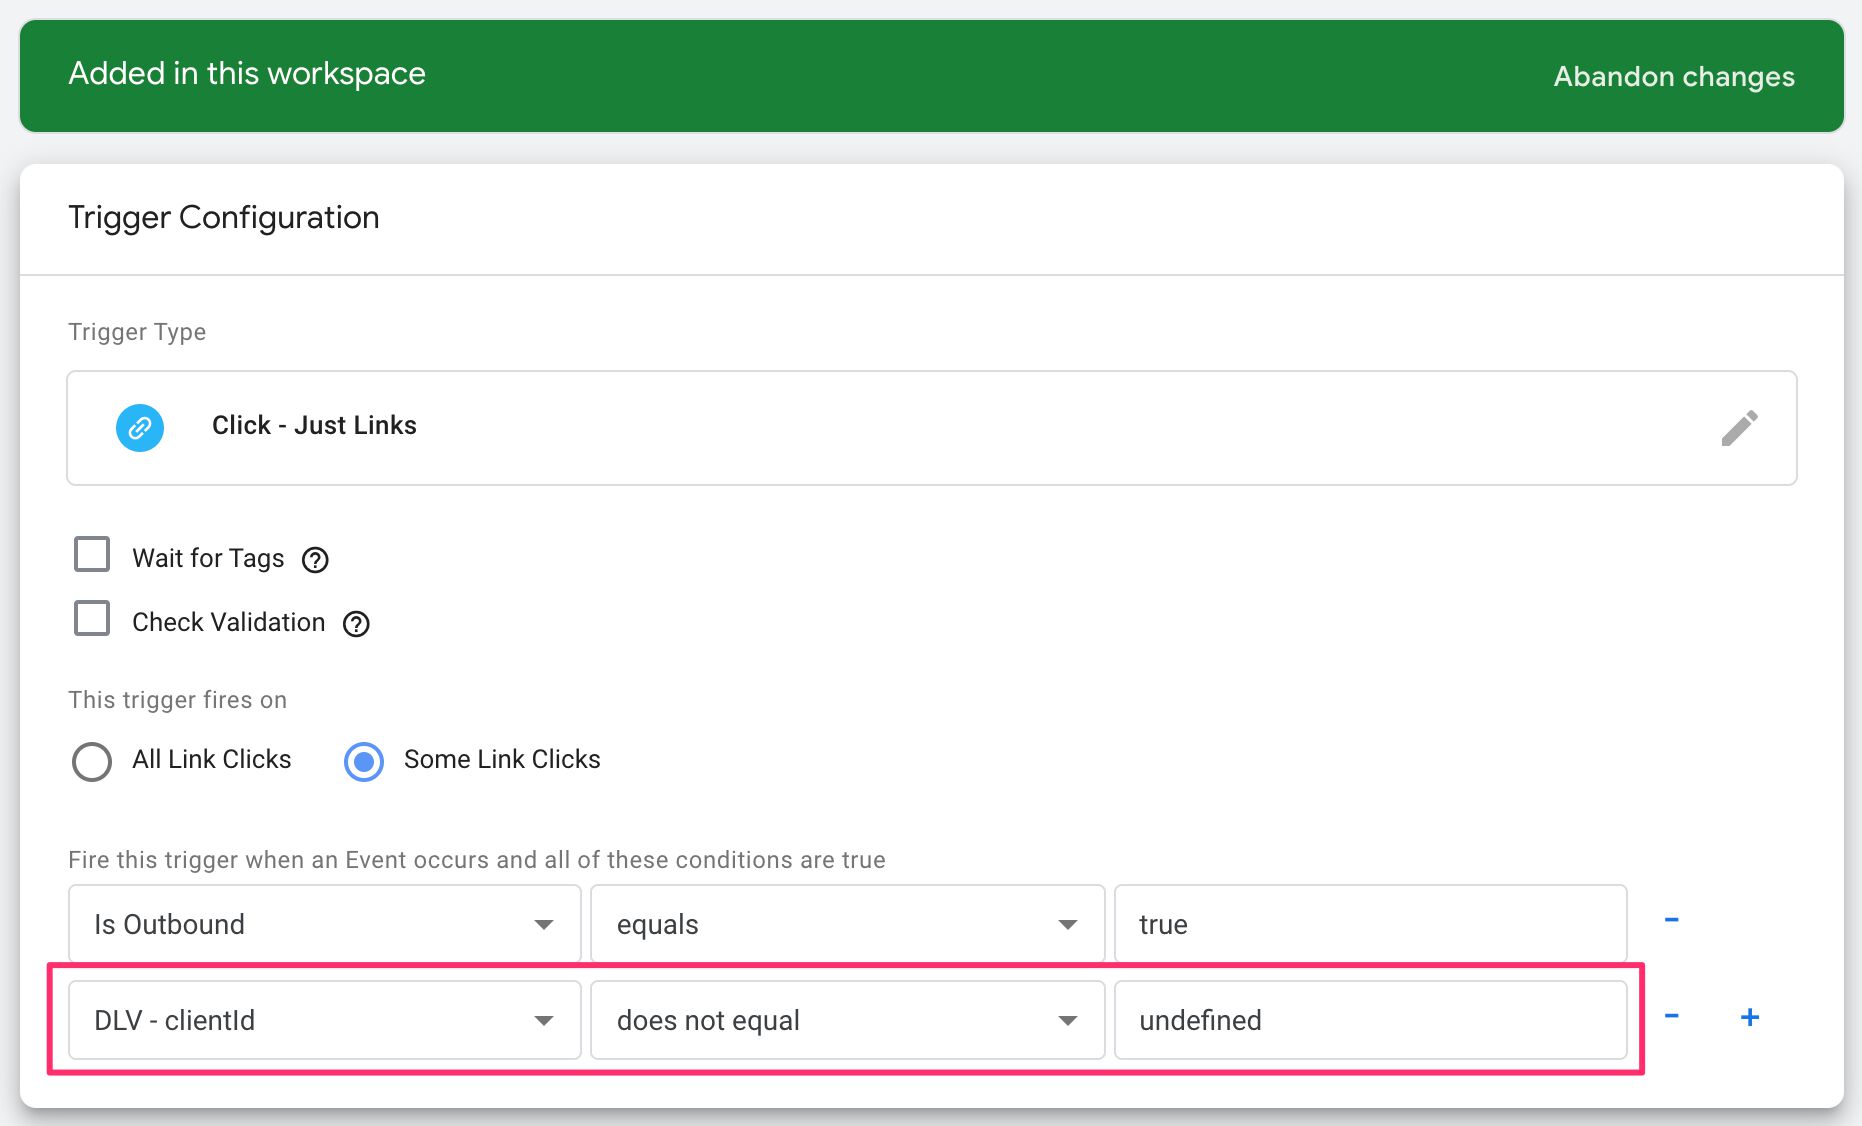 Added in this workspace
Abandon changes
Trigger Configuration
Trigger Type
Click - Just Links
Wait for Tags
Check Validation
This trigger fires on
All Link Clicks Some Link Clicks
Fire this trigger when an Event occurs and all of these conditions are true
Is Outbound equals true
DLV - clientId does not equal undefined